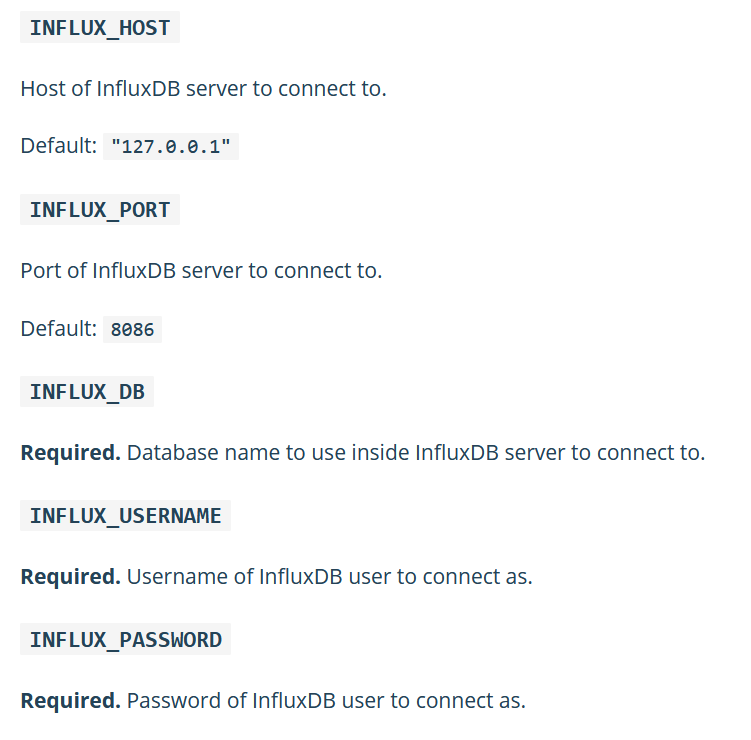 INFLUX_HOST
Host of InfluxDB server to connect to.
Default: "127.0.0.1"
INFLUX_PORT
Port of InfluxDB server to connect to.
Default: 8086
INFLUX_DB
Required. Database name to use inside InfluxDB server to connect to.
INFLUX_USERNAME
Required. Username of InfluxDB user to connect as.
INFLUX_PASSWORD
Required. Password of InfluxDB user to connect as.